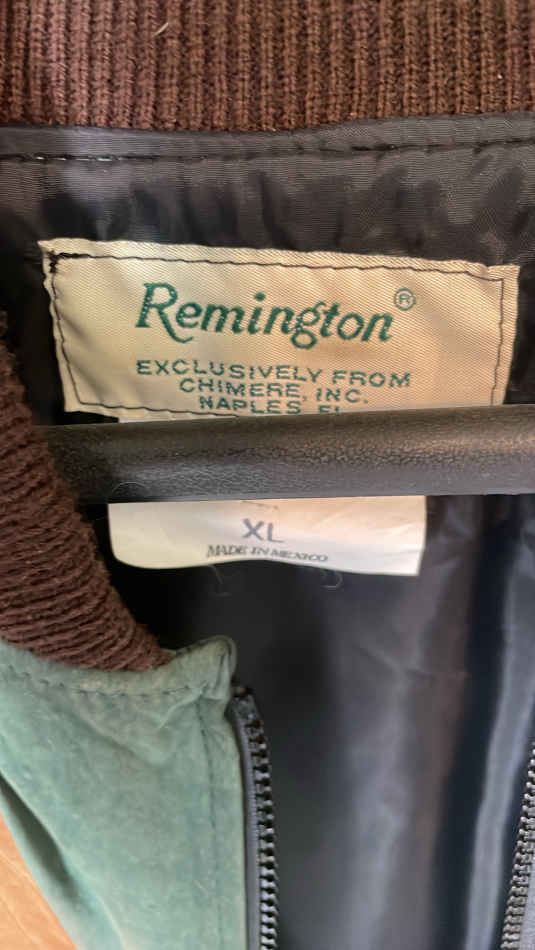 Remington®
EXCLUSIVELY FROM
CHIMERE, INC.
NAPLES, FL
XL
MADE IN MEXICO